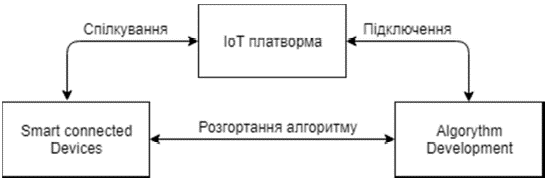 Спілкування
IoT платворма
Підключення
Smart connected
Devices
Розгортання алгоритму
Algorythm
Development